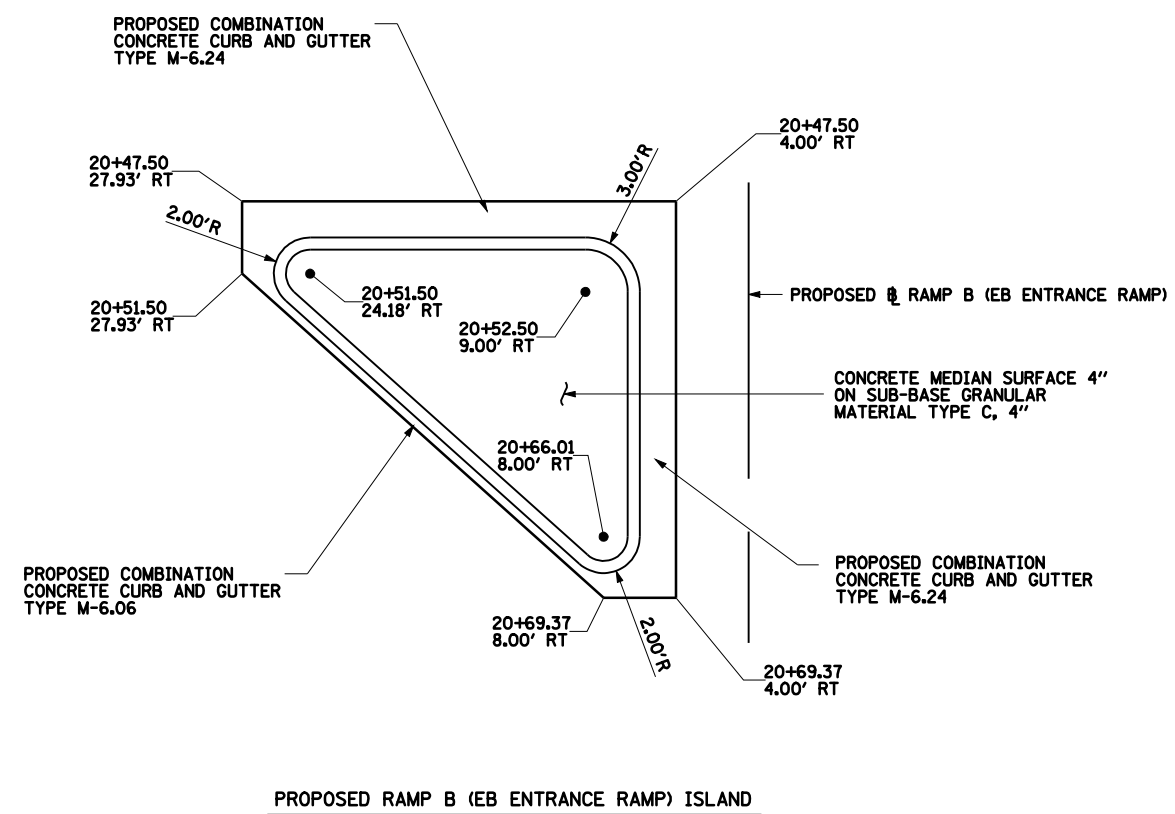 PROPOSED COMBINATION
CONCRETE CURB AND GUTTER
TYPE M-6.24
20+47.50
4.00' RT
20+47.50
27.93' RT
3.00'R
2.00'R
20+51.50
27.93' RT
20+51.50
24.18' RT
20+52.50
9.00' RT
PROPOSED ℄ RAMP B (EB ENTRANCE RAMP)
CONCRETE MEDIAN SURFACE 4"
ON SUB-BASE GRANULAR
MATERIAL TYPE C, 4"
20+66.01
8.00' RT
PROPOSED COMBINATION
CONCRETE CURB AND GUTTER
TYPE M-6.06
PROPOSED COMBINATION
CONCRETE CURB AND GUTTER
TYPE M-6.24
20+69.37
8.00' RT
2.00'R
20+69.37
4.00' RT
PROPOSED RAMP B (EB ENTRANCE RAMP) ISLAND